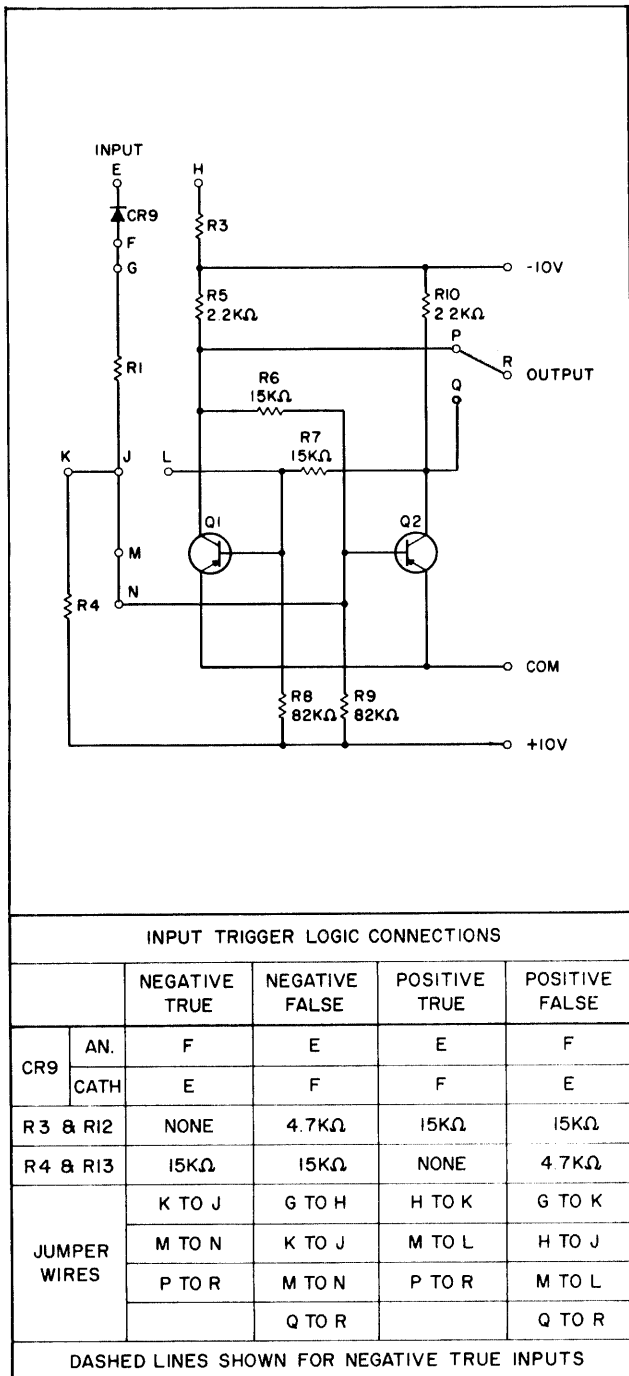 INPUT
E
H
CR9
R3
F
G
-10V
R5
2.2KΩ
R10
2.2KΩ
P
R
OUTPUT
R1
R6
15KΩ
Q
R7
15KΩ
K
J
L
Q1
Q2
M
R4
N
COM
R8
82KΩ
R9
82KΩ
+10V
INPUT TRIGGER LOGIC CONNECTIONS
NEGATIVE TRUE NEGATIVE FALSE POSITIVE TRUE POSITIVE FALSE
CR9 AN. F E E F
CATH E F F E
R3 & R12 NONE 4.7KΩ 15KΩ 15KΩ
R4 & R13 15KΩ 15KΩ NONE 4.7KΩ
JUMPER WIRES
K TO J G TO H H TO K G TO K
M TO N K TO J M TO L H TO J
P TO R M TO N P TO R M TO L
Q TO R Q TO R
DASHED LINES SHOWN FOR NEGATIVE TRUE INPUTS